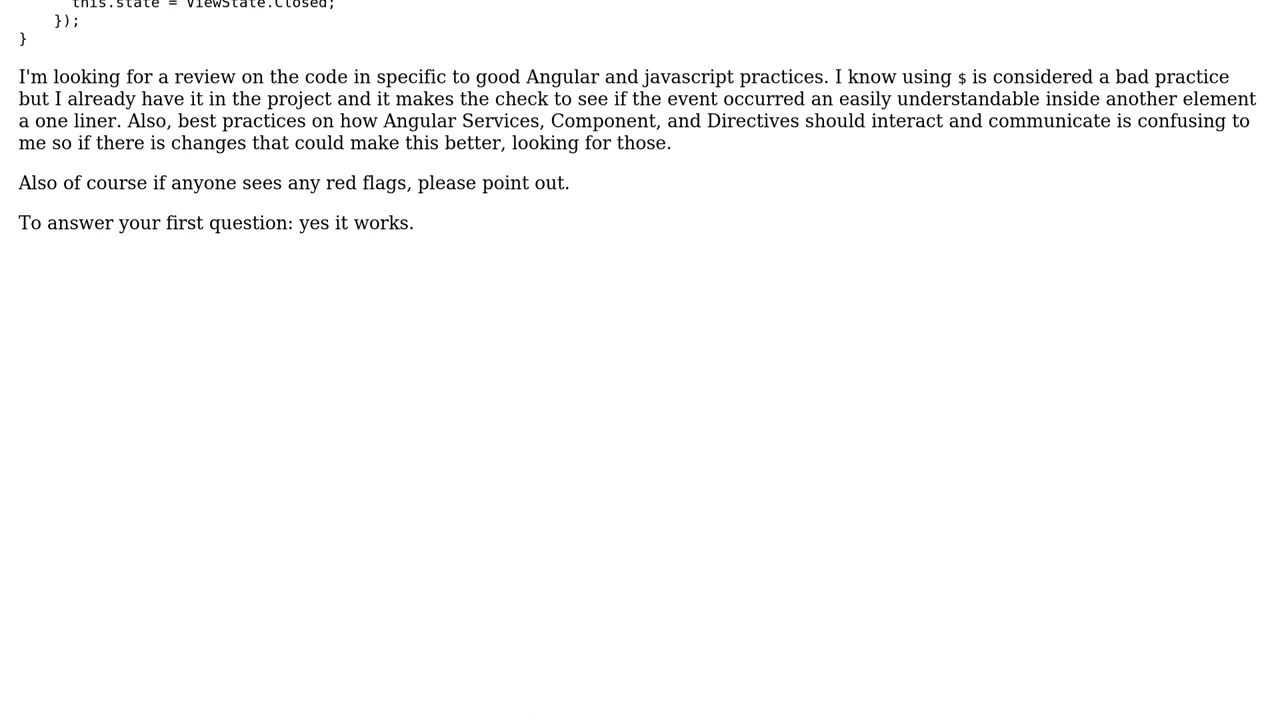 this.state = ViewState.Closed;
});
}
I'm looking for a review on the code in specific to good Angular and javascript practices. I know using $ is considered a bad practice
but I already have it in the project and it makes the check to see if the event occurred an easily understandable inside another element
a one liner. Also, best practices on how Angular Services, Component, and Directives should interact and communicate is confusing to
me so if there is changes that could make this better, looking for those.
Also of course if anyone sees any red flags, please point out.
To answer your first question: yes it works.